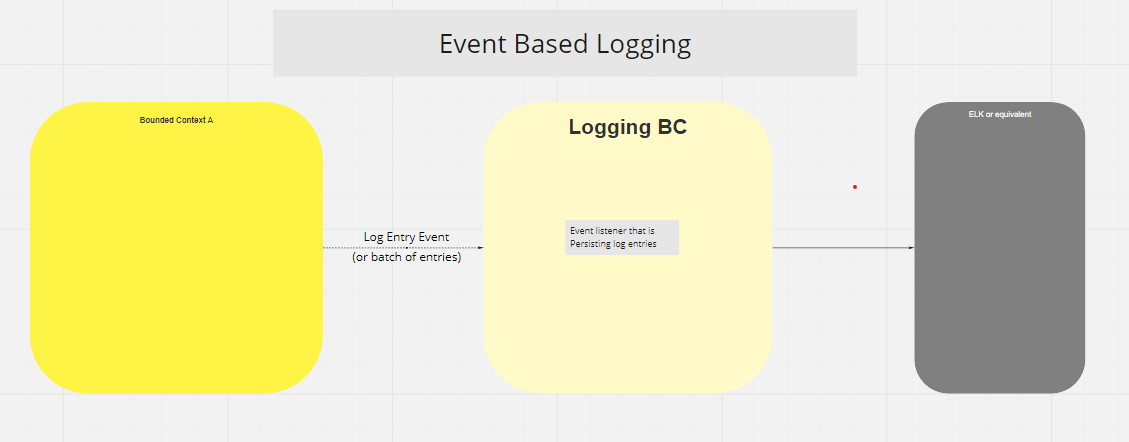 Event Based Logging
Bounded Context A
Logging BC
ELK or equivalent
Log Entry Event
(or batch of entries)
Event listener that is
Persisting log entries